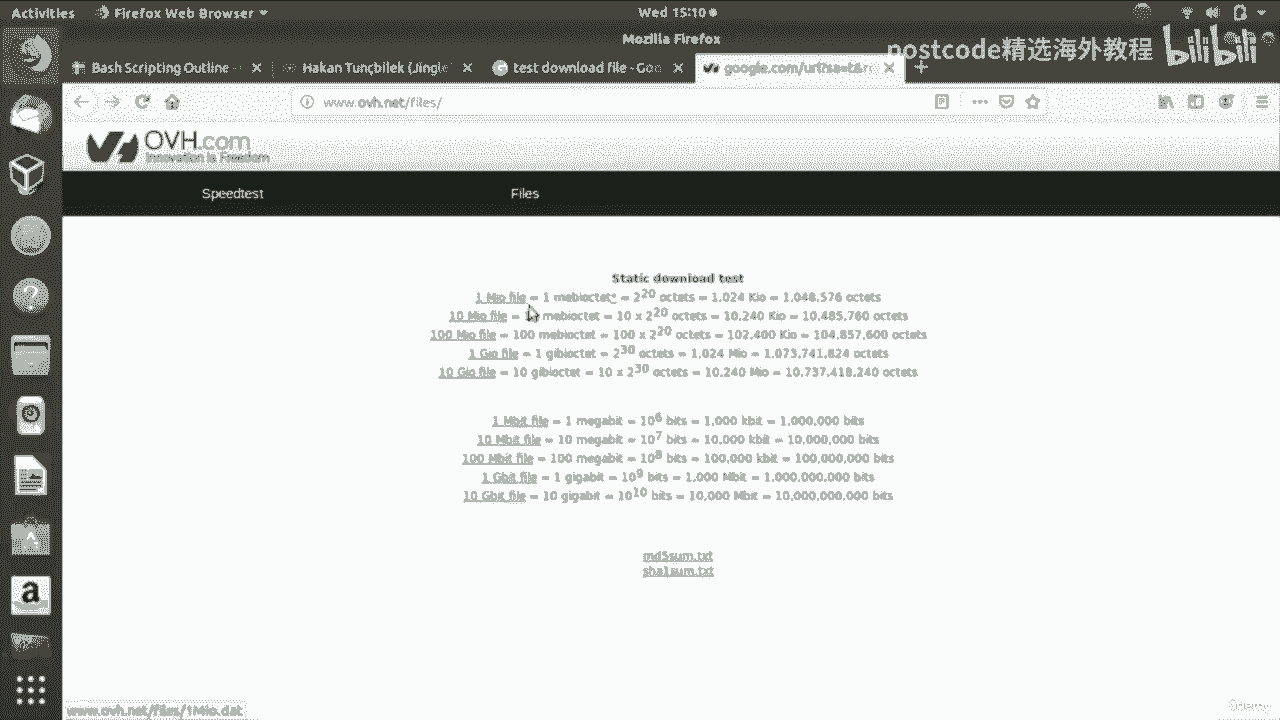 Activities Firefox Web Browser Wed 15:10
Mozilla Firefox
postcode精选海外教程 bilibili
Bash Scripting Outline
Hakan Tunçbilek (Jingle
test download file - Goo
google.com/url?sa=t&r
www.ovh.net/files/
OVH.com
Innovation is Freedom
Speedtest Files
Static download test
1 Mio file = 1 mebioctet* = 2^20 octets = 1.024 Kio = 1.048,576 octets
10 Mio file = mebioctet = 10 x 2^20 octets = 10,240 Kio = 10,485,760 octets
100 Mio file = 100 mebioctet = 100 x 2^20 octets = 102,400 Kio = 104,857,600 octets
1 Gio file = 1 gibioctet = 2^30 octets = 1,024 Mio = 1.073,741,824 octets
10 Gio file = 10 gibioctet = 10 x 2^30 octets = 10,240 Mio = 10,737,418,240 octets
1 Mbit file = 1 megabit = 10^6 bits = 1,000 kbit = 1,000,000 bits
10 Mbit file = 10 megabit = 10^7 bits = 10,000 kbit = 10,000,000 bits
100 Mbit file = 100 megabit = 10^8 bits = 100,000 kbit = 100,000,000 bits
1 Gbit file = 1 gigabit = 10^9 bits = 1,000 Mbit = 1,000,000,000 bits
10 Gbit file = 10 gigabit = 10^10 bits = 10,000 Mbit = 10,000,000,000 bits
md5sum.txt
sha1sum.txt
www.ovh.net/files/1Mio.dat
Udemy